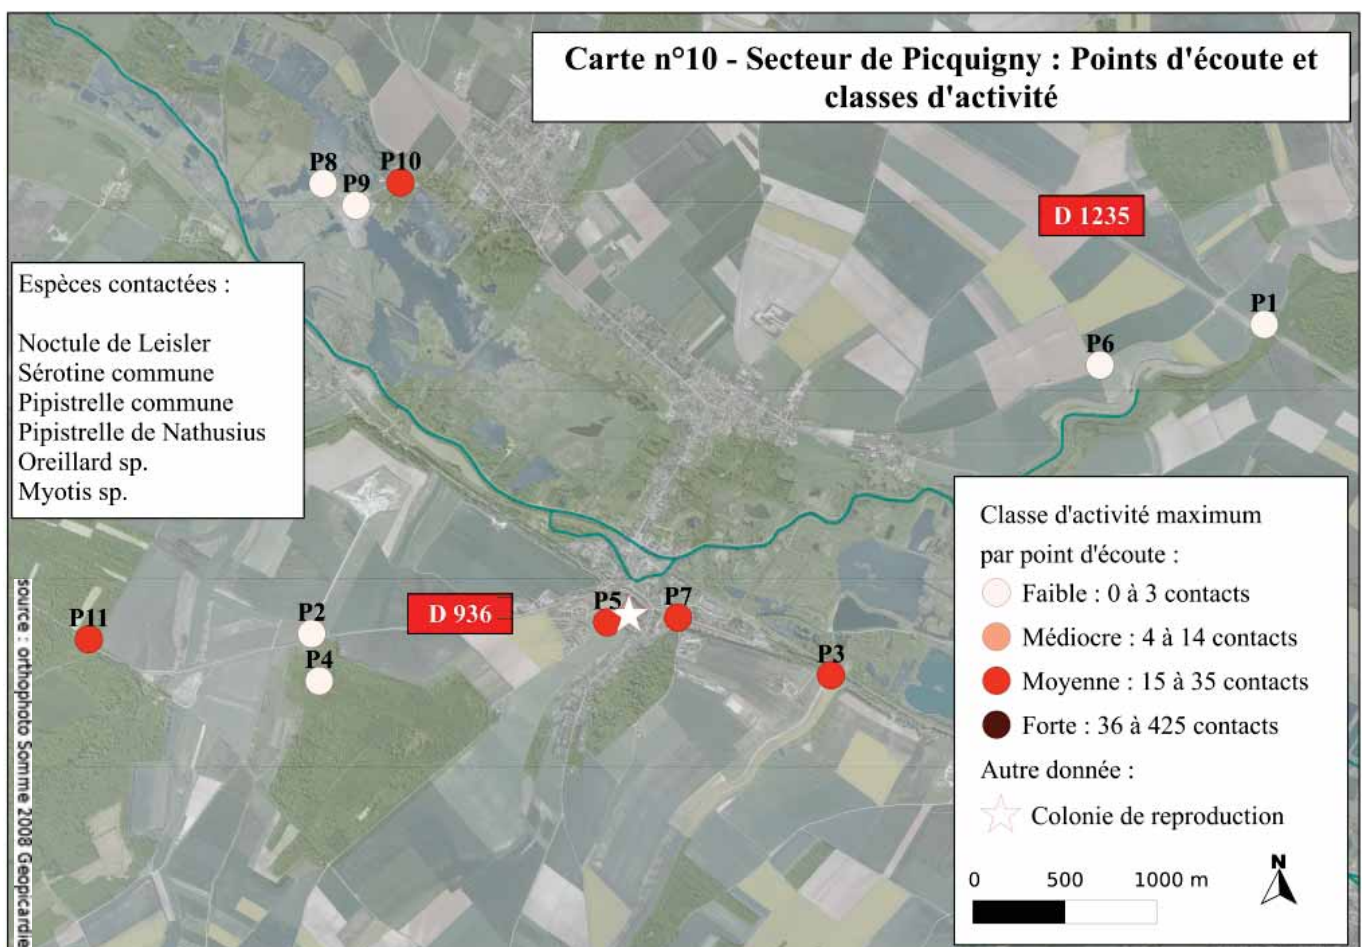 Carte n°10 - Secteur de Picquigny : Points d'écoute et
classes d'activité
P8
P9
P10
D 1235
P1
P6
Espèces contactées :
Noctule de Leisler
Sérotine commune
Pipistrelle commune
Pipistrelle de Nathusius
Oreillard sp.
Myotis sp.
P11
P2
P4
D 936
P5
P7
P3
Classe d'activité maximum
par point d'écoute :
Faible : 0 à 3 contacts
Médiocre : 4 à 14 contacts
Moyenne : 15 à 35 contacts
Forte : 36 à 425 contacts
Autre donnée :
Colonie de reproduction
0 500 1000 m
N
source : orthophoto Somme 2008 Geopicardie